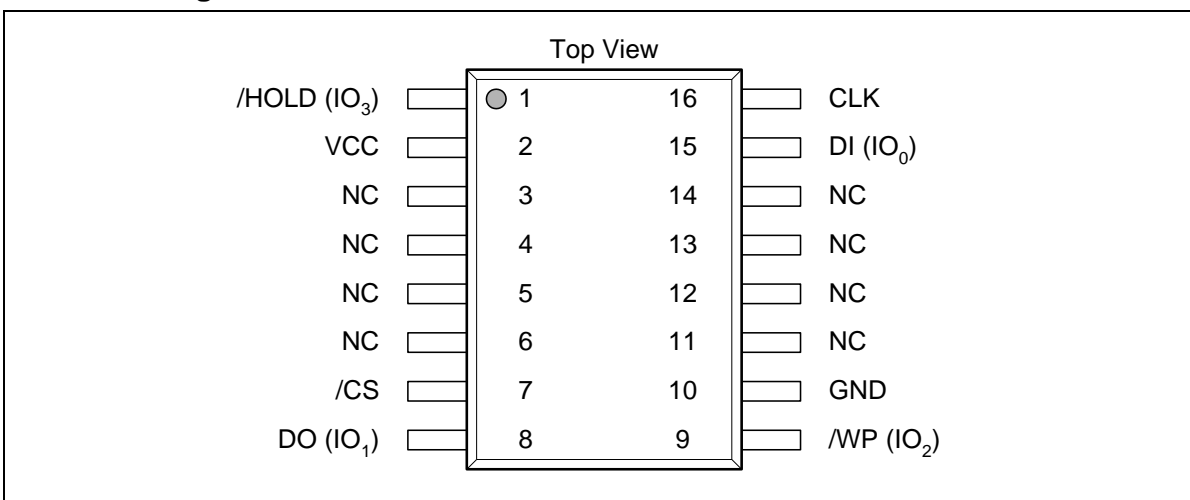 Top View
/HOLD (IO3) 1 16 CLK
VCC 2 15 DI (IO0)
NC 3 14 NC
NC 4 13 NC
NC 5 12 NC
NC 6 11 NC
/CS 7 10 GND
DO (IO1) 8 9 /WP (IO2)